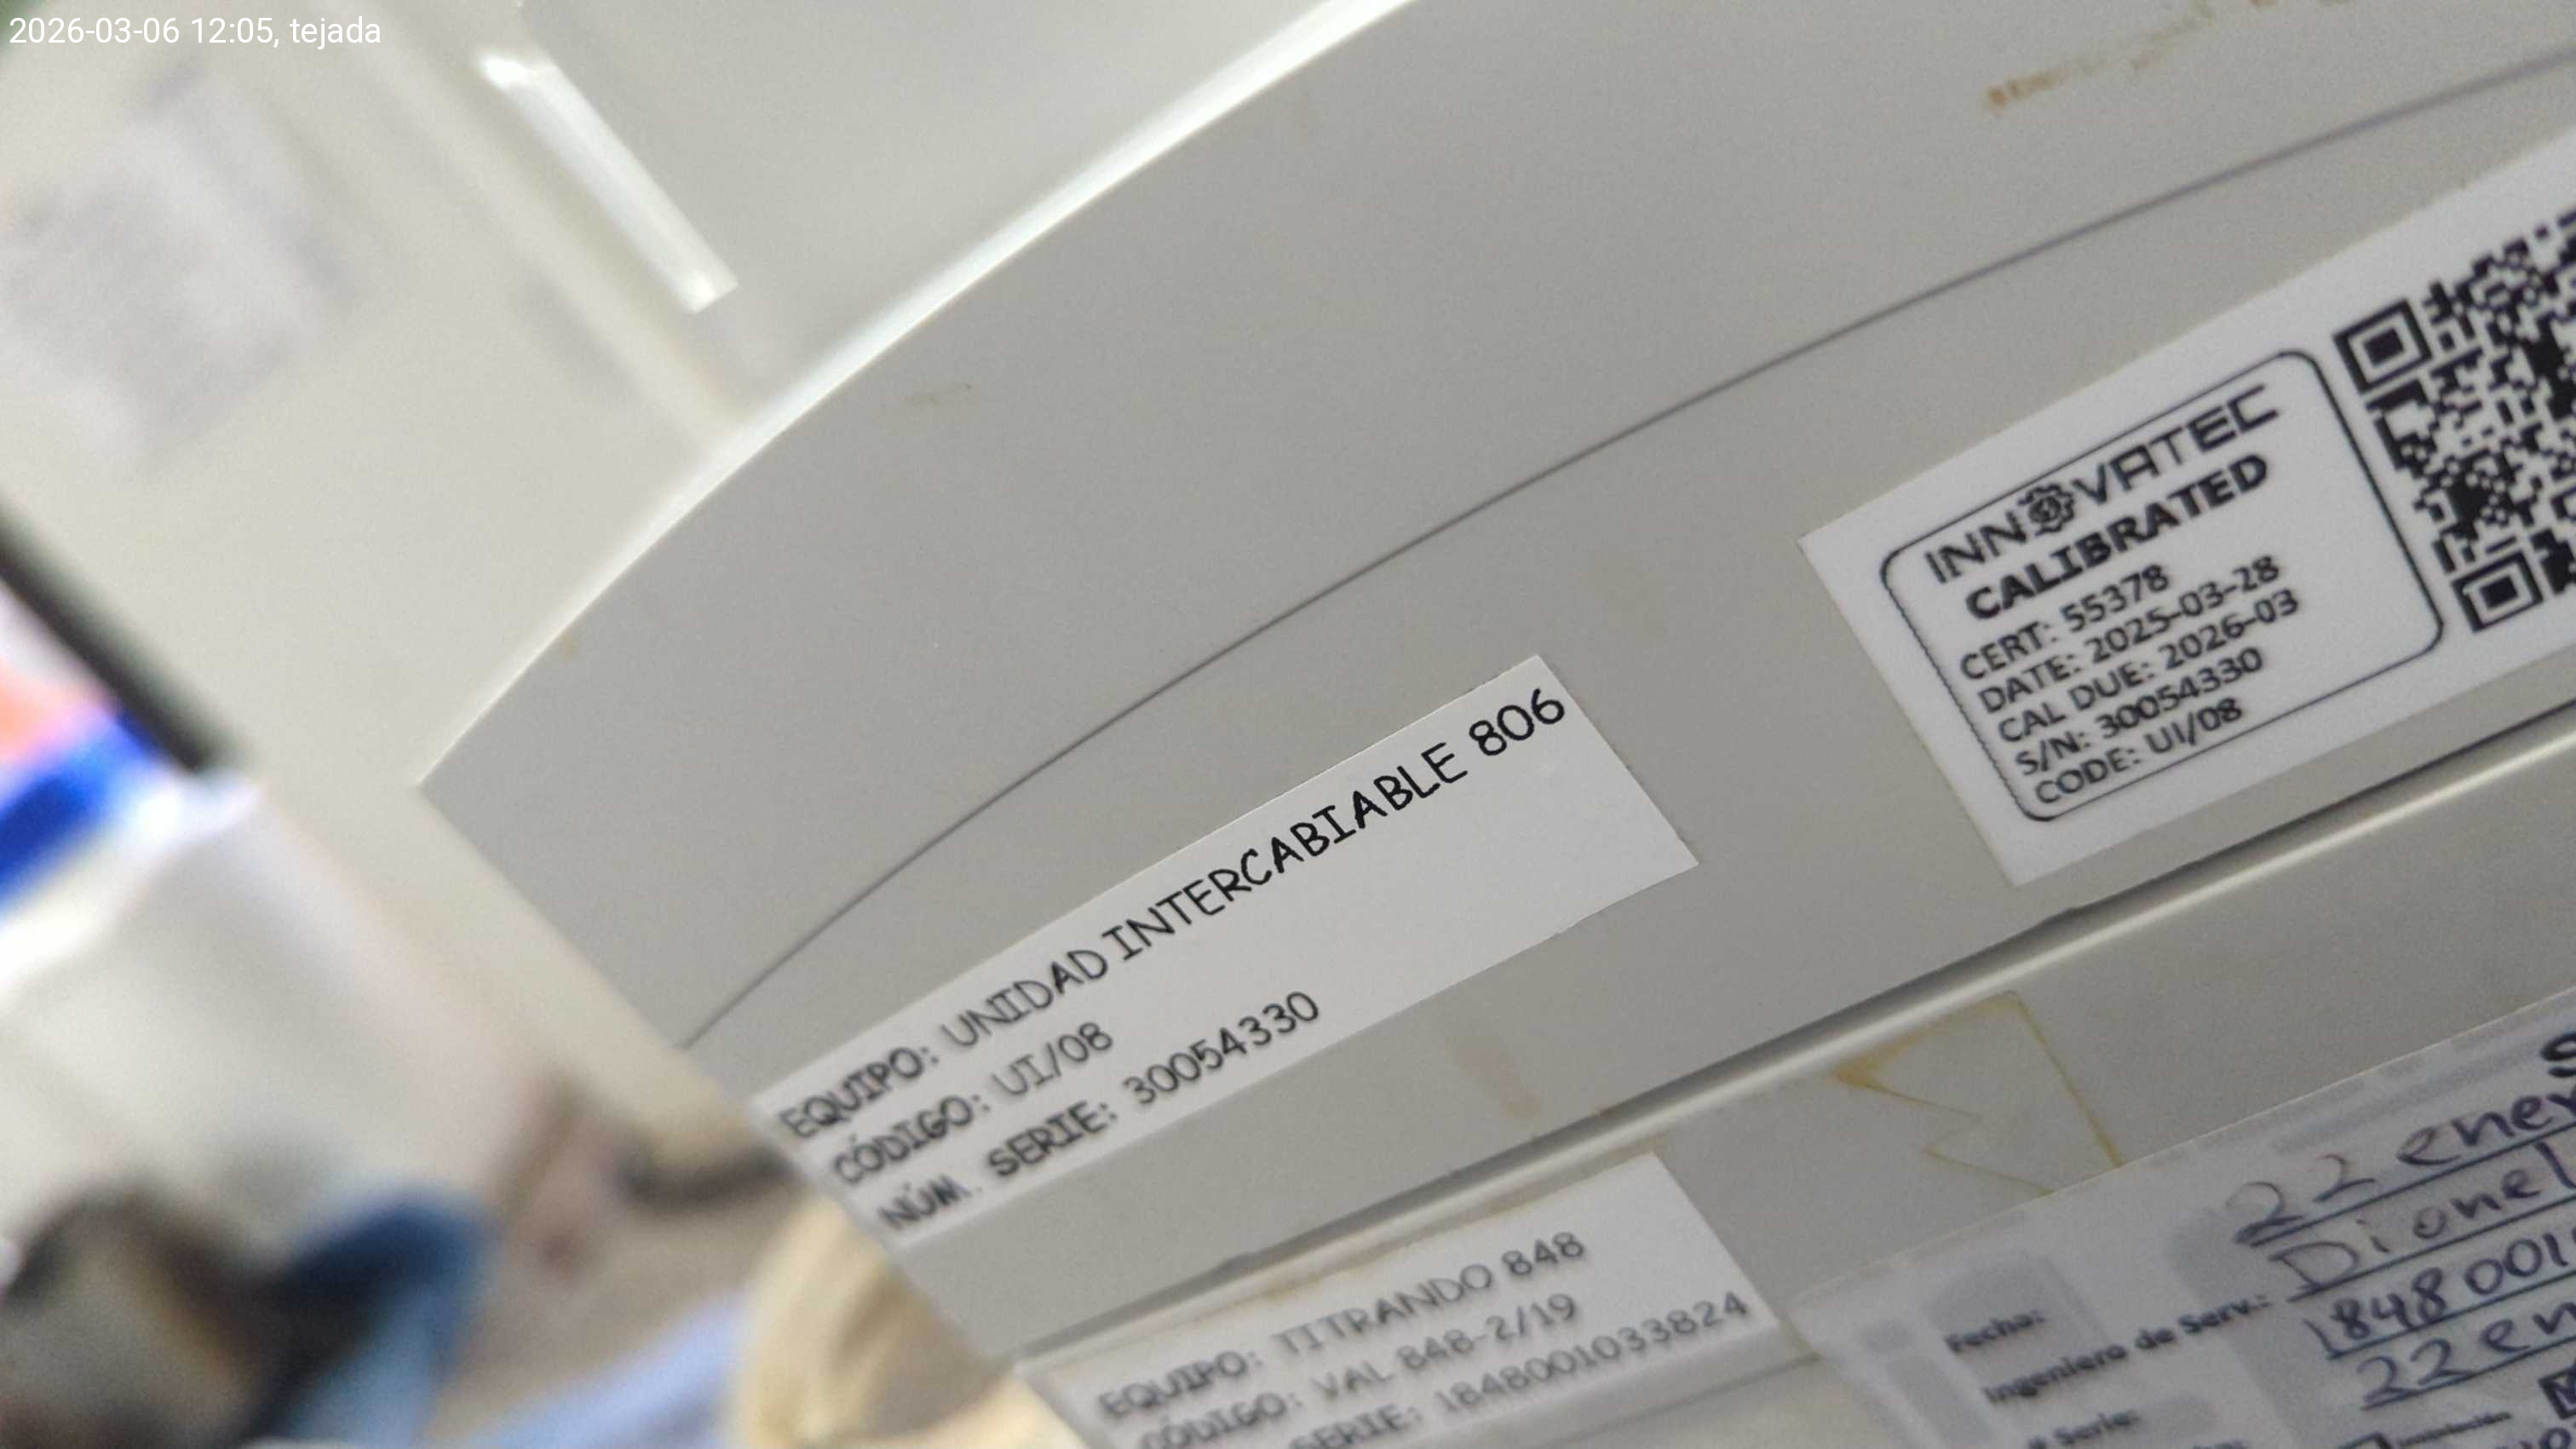 2026-03-06 12:05, tejada
INNOVATEC
CALIBRATED
CERT: 55378
DATE: 2025-03-28
CAL DUE: 2026-03
S/N: 30054330
CODE: UI/08
EQUIPO: UNIDAD INTERCABIABLE 806
CÓDIGO: UI/08
NÚM. SERIE: 30054330
EQUIPO: TITRANDO 848
CÓDIGO: VAL 848-2/19
SERIE: 1848001033824
22 ener
Fecha:
Dionel
Ingeniero de Serv.:
1848001
# Serie:
22 en